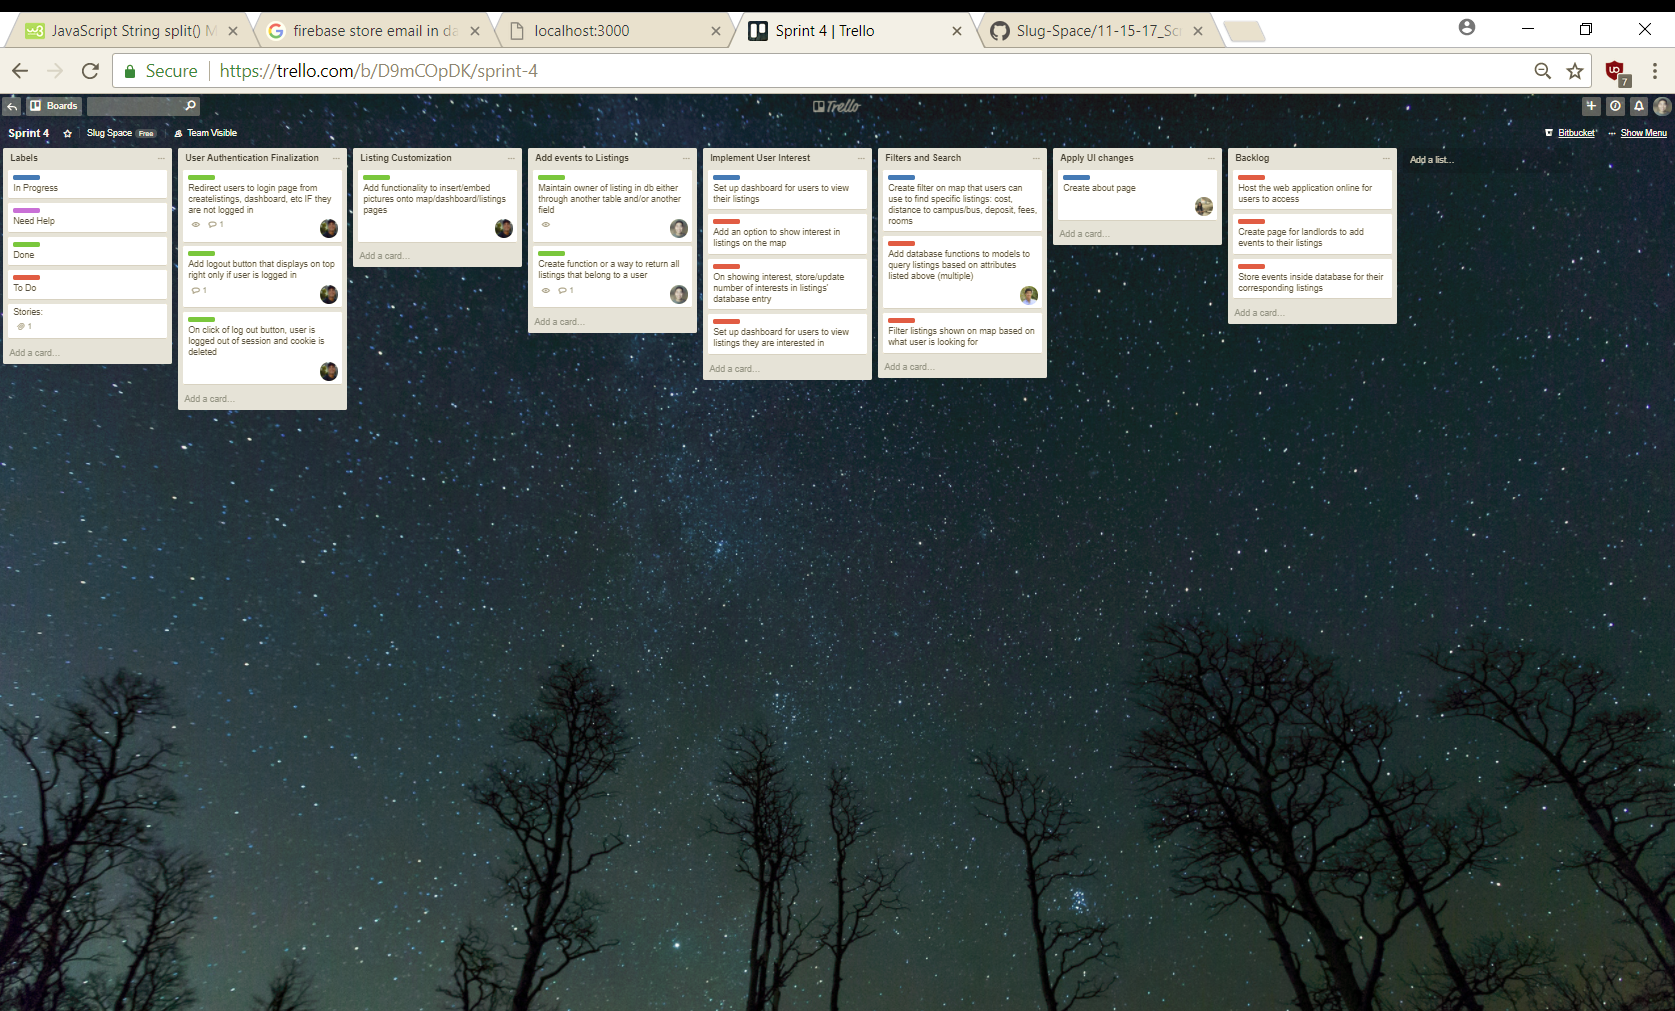 JavaScript String split() M
firebase store email in da
localhost:3000
Sprint 4 | Trello
Slug-Space/11-15-17_Scr
Secure
https://trello.com/b/D9mCOpDK/sprint-4
7
Boards
Trello
Sprint 4
Slug Space
Free
Team Visible
Bitbucket
... Show Menu
Labels
In Progress
Need Help
Done
To Do
Stories:
1
Add a card...
User Authentication Finalization
Redirect users to login page from
createlistings, dashboard, etc IF they
are not logged in
1
Add logout button that displays on top
right only if user is logged in
1
On click of log out button, user is
logged out of session and cookie is
deleted
Add a card...
Listing Customization
Add functionality to insert/embed
pictures onto map/dashboard/listings
pages
Add a card...
Add events to Listings
Maintain owner of listing in db either
through another table and/or another
field
Create function or a way to return all
listings that belong to a user
1
Add a card...
Implement User Interest
Set up dashboard for users to view
their listings
Add an option to show interest in
listings on the map
On showing interest, store/update
number of interests in listings'
database entry
Set up dashboard for users to view
listings they are interested in
Add a card...
Filters and Search
Create filter on map that users can
use to find specific listings: cost,
distance to campus/bus, deposit, fees,
rooms
Add database functions to models to
query listings based on attributes
listed above (multiple)
Filter listings shown on map based on
what user is looking for
Add a card...
Apply UI changes
Create about page
Add a card...
Backlog
Host the web application online for
users to access
Create page for landlords to add
events to their listings
Store events inside database for their
corresponding listings
Add a card...
Add a list...